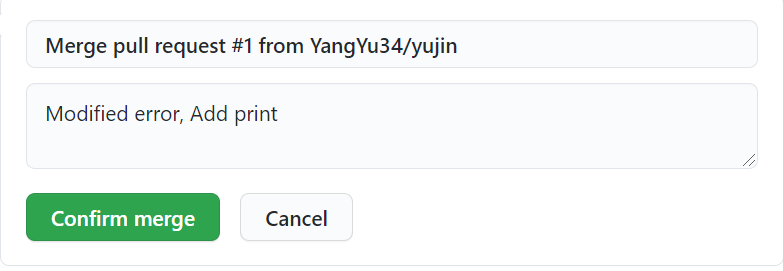 Merge pull request #1 from YangYu34/yujin
Modified error, Add print
Confirm merge
Cancel